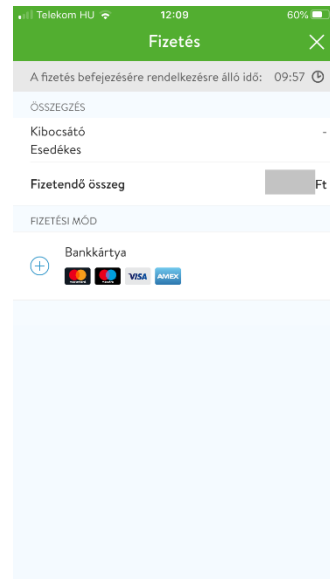 Telekom HU 12:09 60%
Fizetés
A fizetés befejezésére rendelkezésre álló idő: 09:57
ÖSSZEGZÉS
Kibocsátó -
Esedékes
Fizetendő összeg Ft
FIZETÉSI MÓD
Bankkártya
VISA AMEX